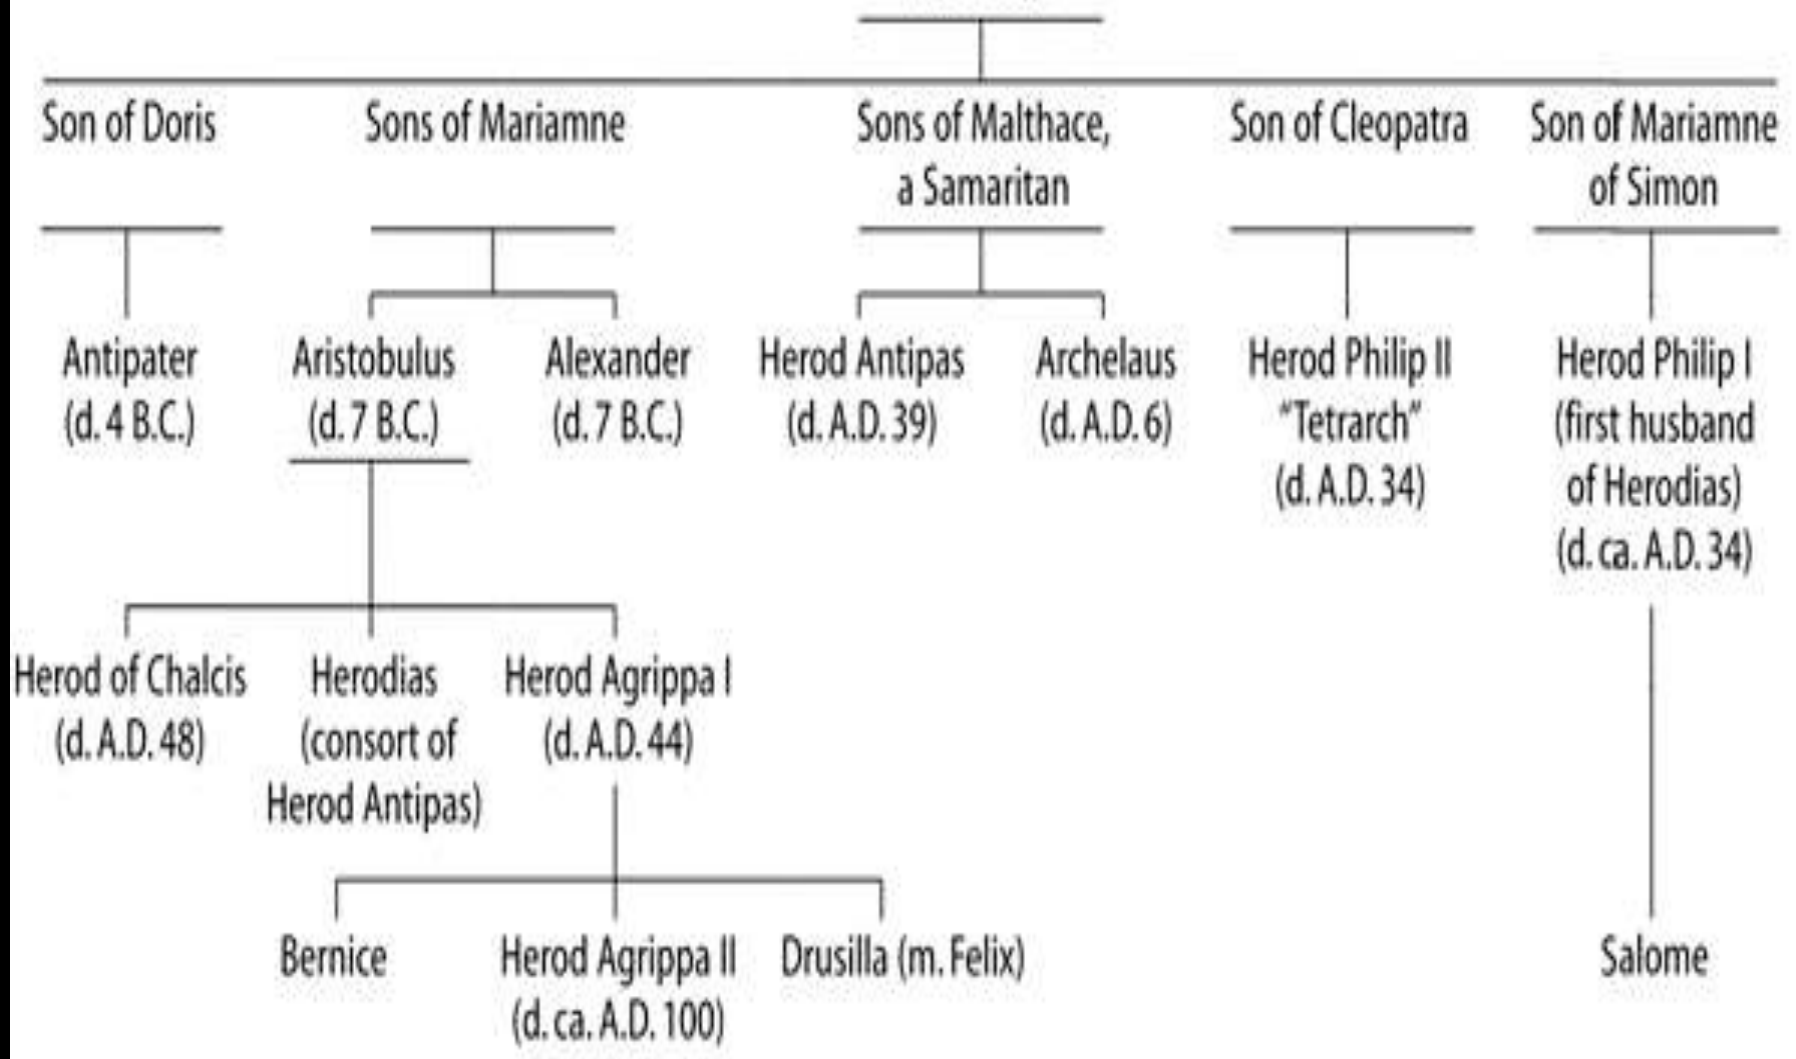 Son of Doris
Sons of Mariamne
Sons of Malthace,
a Samaritan
Son of Cleopatra
Son of Mariamne
of Simon
Antipater
(d. 4 B.C.)
Aristobulus
(d. 7 B.C.)
Alexander
(d. 7 B.C.)
Herod Antipas
(d. A.D. 39)
Archelaus
(d. A.D. 6)
Herod Philip II
“Tetrarch”
(d. A.D. 34)
Herod Philip I
(first husband
of Herodias)
(d. ca. A.D. 34)
Herod of Chalcis
(d. A.D. 48)
Herodias
(consort of
Herod Antipas)
Herod Agrippa I
(d. A.D. 44)
Bernice
Herod Agrippa II
(d. ca. A.D. 100)
Drusilla (m. Felix)
Salome